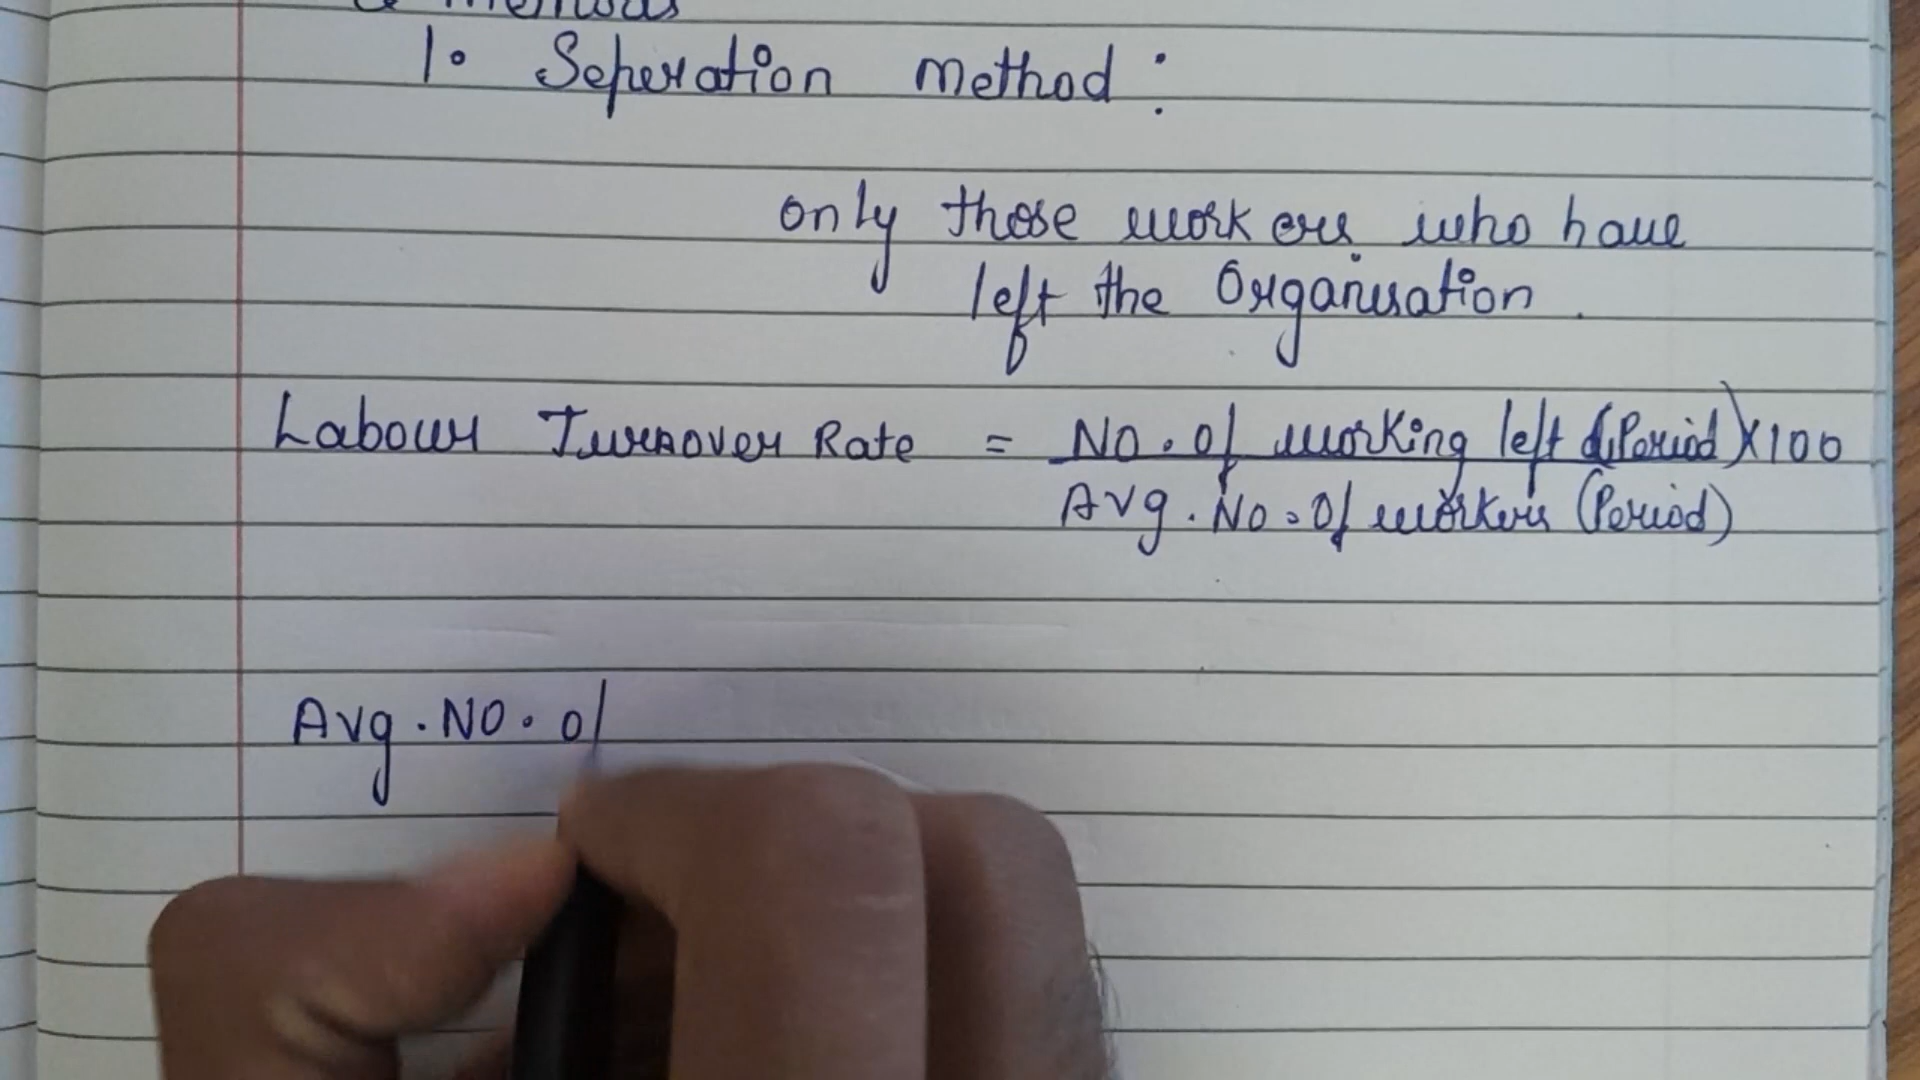 methods
1. Seperation method :
only those workers who have
left the Organisation.
Labour Turnover Rate = No. of working left (Period) x100
Avg. No. of workers (Period)
Avg. No. of